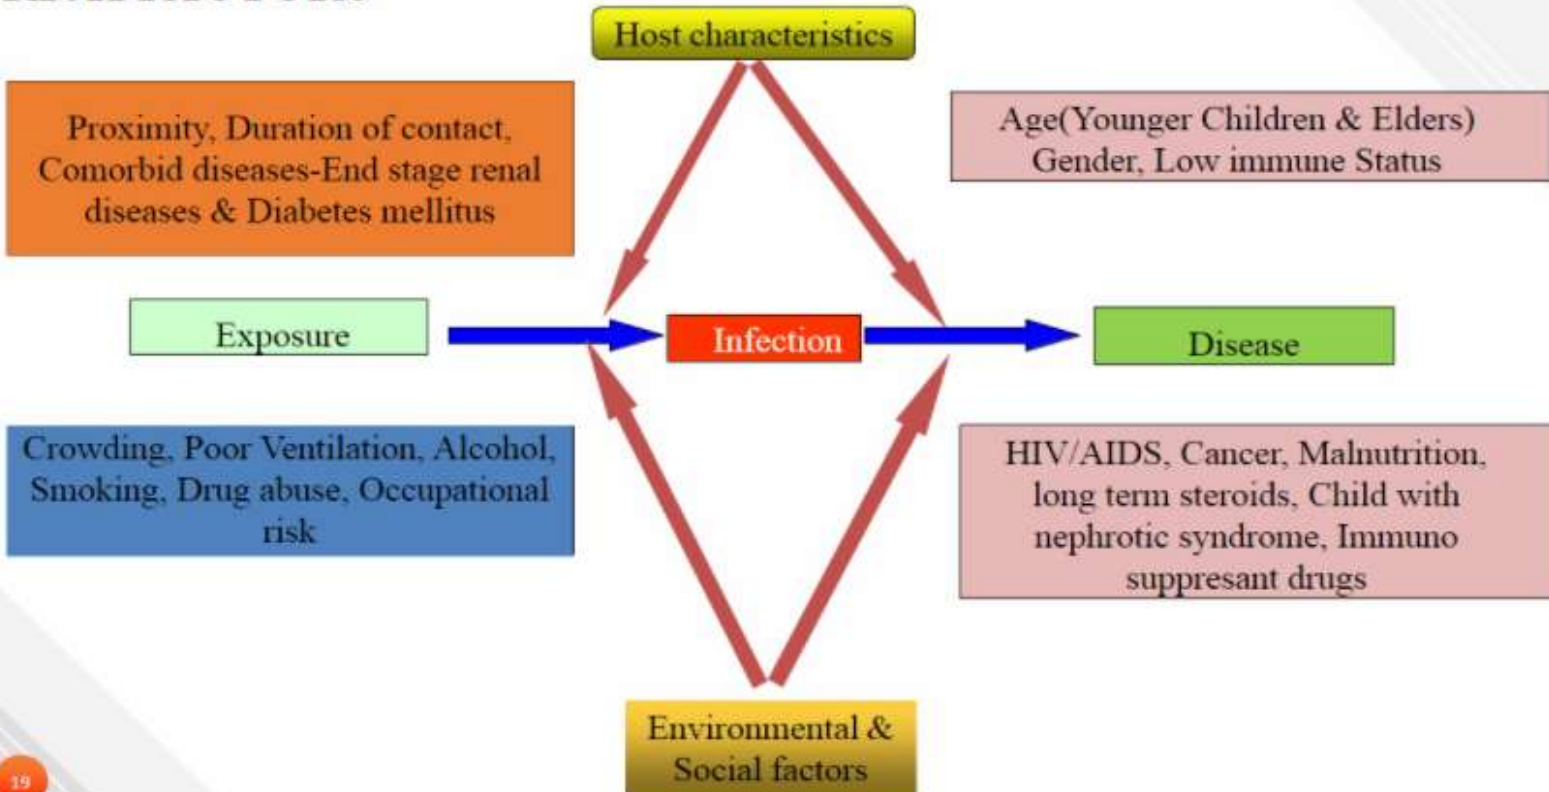 Host characteristics
Proximity, Duration of contact,
Comorbid diseases-End stage renal
diseases & Diabetes mellitus
Age(Younger Children & Elders)
Gender, Low immune Status
Exposure
Infection
Disease
Crowding, Poor Ventilation, Alcohol,
Smoking, Drug abuse, Occupational
risk
HIV/AIDS, Cancer, Malnutrition,
long term steroids, Child with
nephrotic syndrome, Immuno
suppresant drugs
Environmental &
Social factors
19